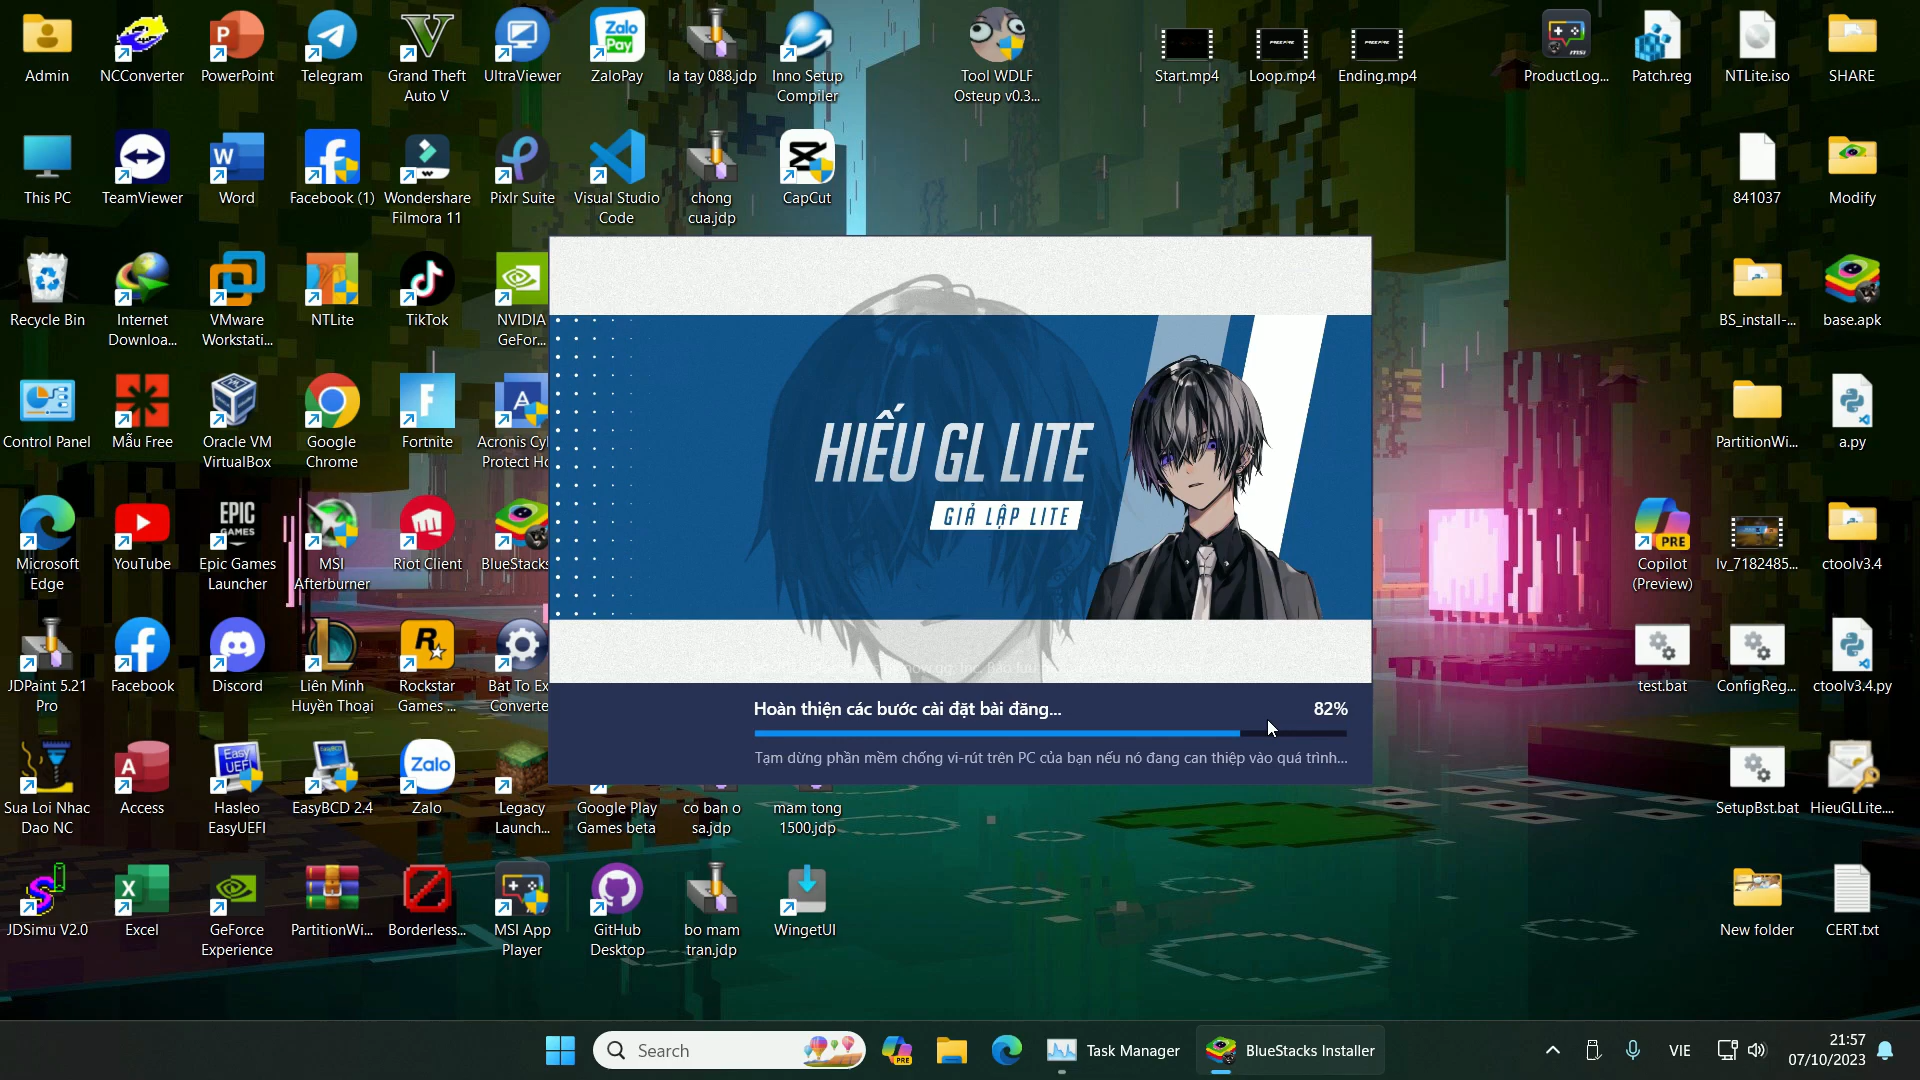 Admin
NCConverter
PowerPoint
Telegram
Grand Theft
Auto V
UltraViewer
Zalo
Pay
ZaloPay
la tay 088.jdp
Inno Setup
Compiler
Tool WDLF
Osteup v0.3...
Start.mp4
Loop.mp4
Ending.mp4
ProductLog...
Patch.reg
NTLite.iso
SHARE
This PC
TeamViewer
Word
Facebook (1)
Wondershare
Filmora 11
Pixlr Suite
Visual Studio
Code
chong
cua.jdp
CapCut
841037
Modify
Recycle Bin
Internet
Downloa...
VMware
Workstati...
NTLite
TikTok
NVIDIA
GeFor...
BS_install-...
base.apk
Control Panel
Mẫu Free
Oracle VM
VirtualBox
Google
Chrome
Fortnite
Acronis Cy
Protect Ho
PartitionWi...
a.py
HIẾU GL LITE
GIẢ LẬP LITE
EPIC
GAMES
Microsoft
Edge
YouTube
Epic Games
Launcher
MSI
Afterburner
Riot Client
BlueStacks
PRE
Copilot
(Preview)
lv_7182485...
ctoolv3.4
JDPaint 5.21
Pro
Facebook
Discord
Liên Minh
Huyền Thoại
Rockstar
Games ...
Bat To Ex
Converte
test.bat
ConfigReg...
ctoolv3.4.py
Hoàn thiện các bước cài đặt bài đăng...
82%
Tạm dừng phần mềm chống vi-rút trên PC của bạn nếu nó đang can thiệp vào quá trình...
Easy
UEFI
Zalo
Sua Loi Nhac
Dao NC
Access
Hasleo
EasyUEFI
EasyBCD 2.4
Zalo
Legacy
Launch...
Google Play
Games beta
co ban o
sa.jdp
mam tong
1500.jdp
SetupBst.bat
HieuGLLite....
JDSimu V2.0
Excel
GeForce
Experience
PartitionWi...
Borderless...
MSI App
Player
GitHub
Desktop
bo mam
tran.jdp
WingetUI
New folder
CERT.txt
Search
PRE
Task Manager
BlueStacks Installer
VIE
21:57
07/10/2023